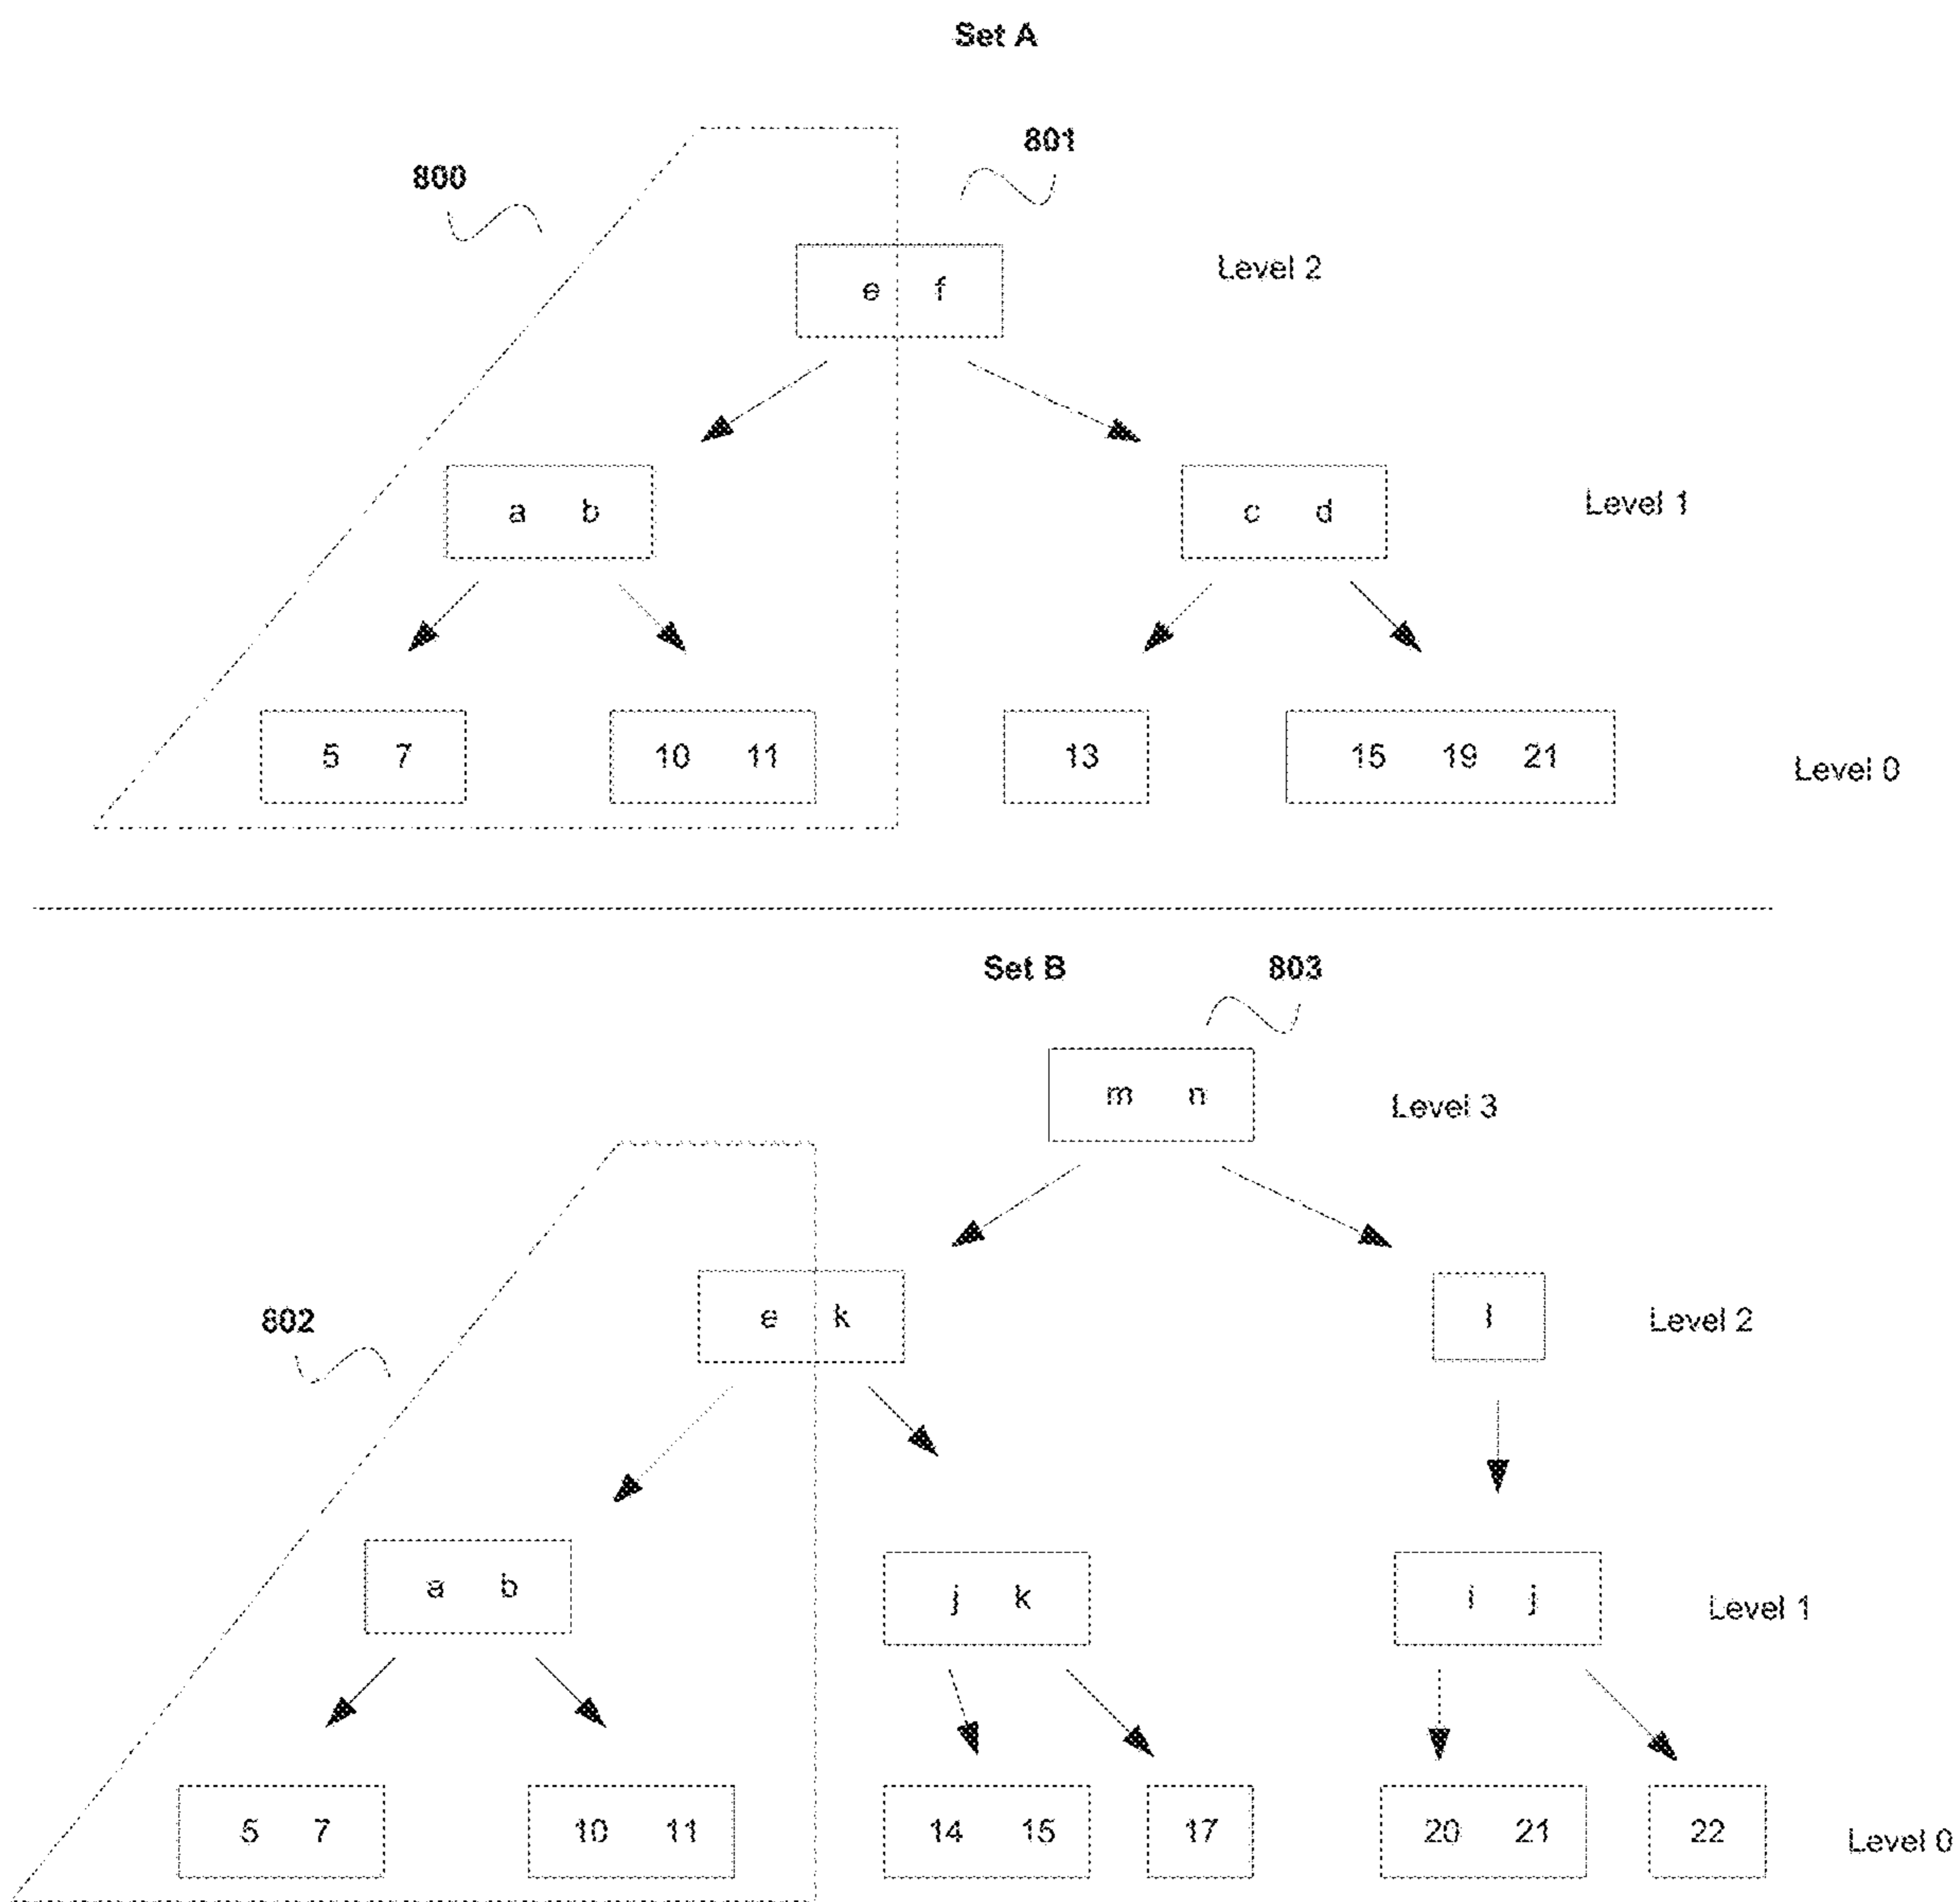 Set A
801
800
Level 2
e f
Level 1
a b
c d
5 7
10 11
13
15 19 21
Level 0
Set B
803
m n
Level 3
802
e k
l
Level 2
a b
j k
i j
Level 1
5 7
10 11
14 15
17
20 21
22
Level 0